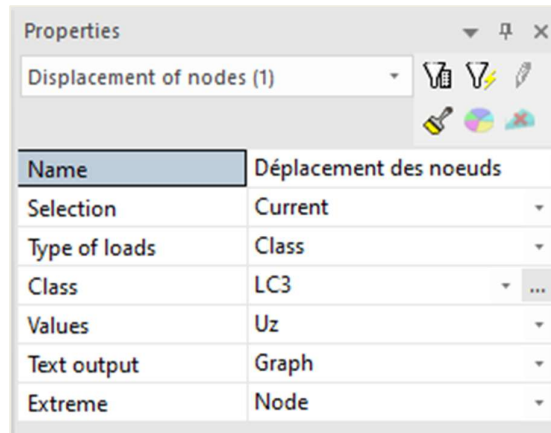 Properties
Displacement of nodes (1)
Name Déplacement des noeuds
Selection Current
Type of loads Class
Class LC3 ...
Values Uz
Text output Graph
Extreme Node